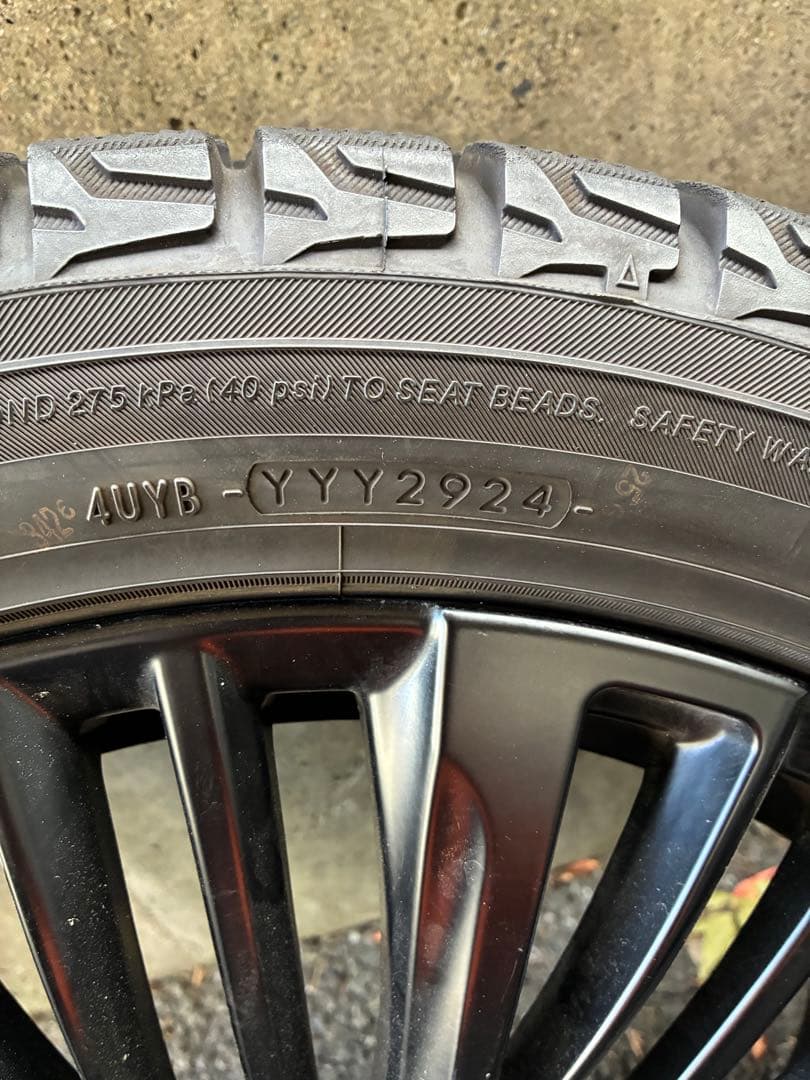 ND 275 kPa (40 psi) TO SEAT BEADS. SAFETY WA
4UYB - YYY2924 -